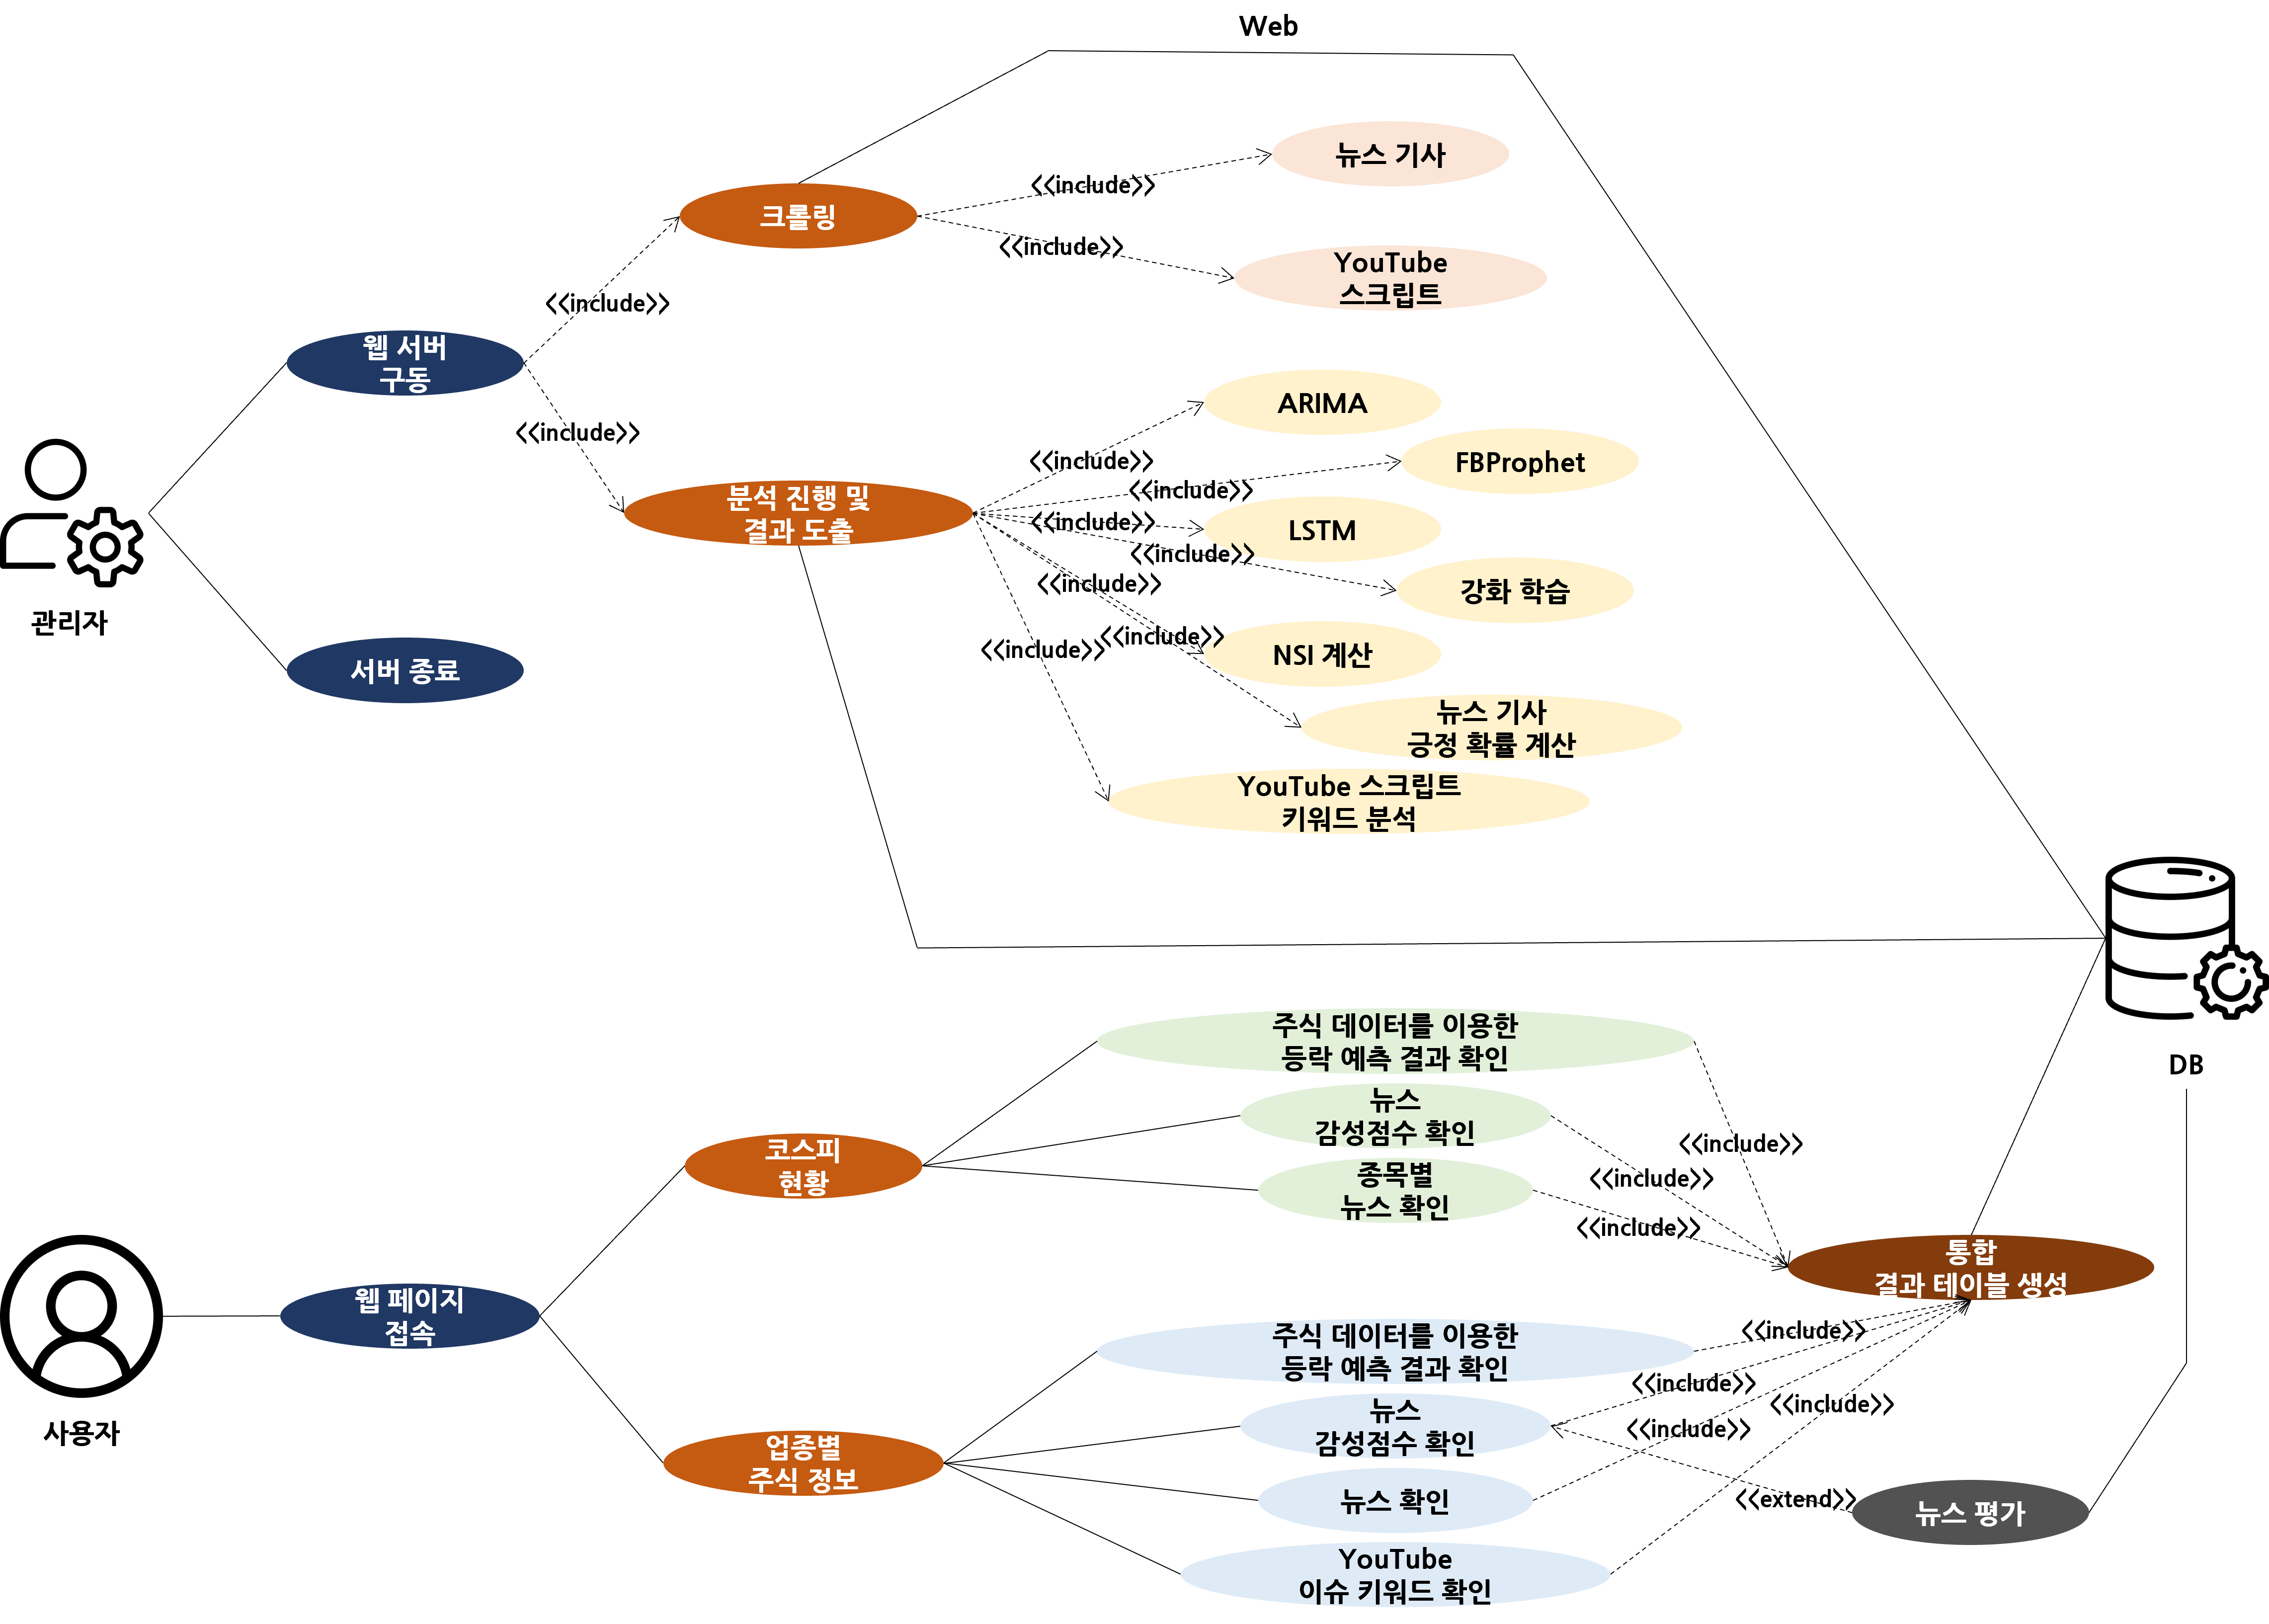 Web
뉴스 기사
<<include>>
크롤링
<<include>>
YouTube
스크립트
<<include>>
웹 서버
구동
ARIMA
<<include>>
<<include>>
FBProphet
분석 진행 및
결과 도출
<<include>>
<<include>>
LSTM
<<include>>
강화 학습
<<include>>
관리자
<<include>>
<<include>>
NSI 계산
서버 종료
뉴스 기사
긍정 확률 계산
YouTube 스크립트
키워드 분석
DB
주식 데이터를 이용한
등락 예측 결과 확인
뉴스
감성점수 확인
<<include>>
코스피
현황
종목별
뉴스 확인
<<include>>
<<include>>
통합
결과 테이블 생성
웹 페이지
접속
주식 데이터를 이용한
등락 예측 결과 확인
<<include>>
<<include>>
<<include>>
뉴스
감성점수 확인
<<include>>
사용자
업종별
주식 정보
뉴스 확인
<<extend>>
뉴스 평가
YouTube
이슈 키워드 확인